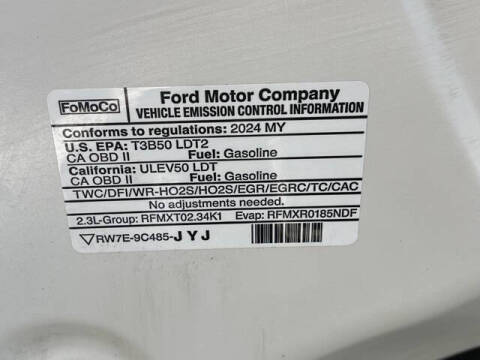 FoMoCo
Ford Motor Company
VEHICLE EMISSION CONTROL INFORMATION
Conforms to regulations: 2024 MY
U.S. EPA: T3B50 LDT2
CA OBD II Fuel: Gasoline
California: ULEV50 LDT
CA OBD II Fuel: Gasoline
TWC/DFI/WR-HO2S/HO2S/EGR/EGRC/TC/CAC
No adjustments needed.
2.3L-Group: RFMXT02.34K1 Evap: RFMXR0185NDF
RW7E-9C485-JYJ